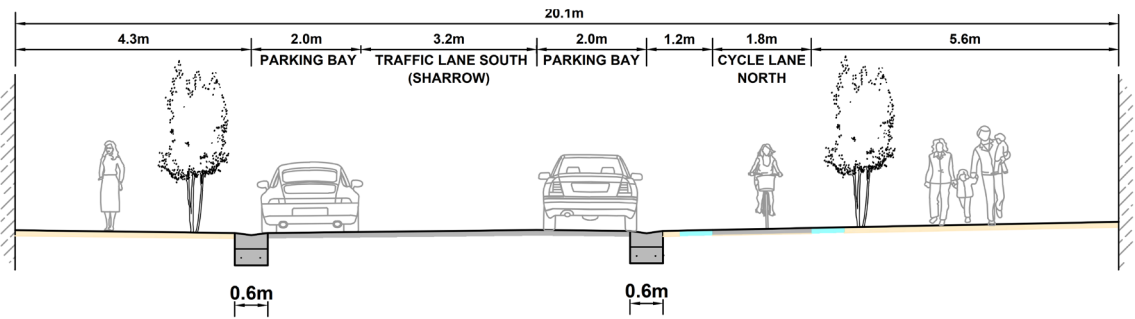 20.1m
4.3m 2.0m 3.2m 2.0m 1.2m 1.8m 5.6m
PARKING BAY TRAFFIC LANE SOUTH PARKING BAY CYCLE LANE
(SHARROW) NORTH
0.6m 0.6m